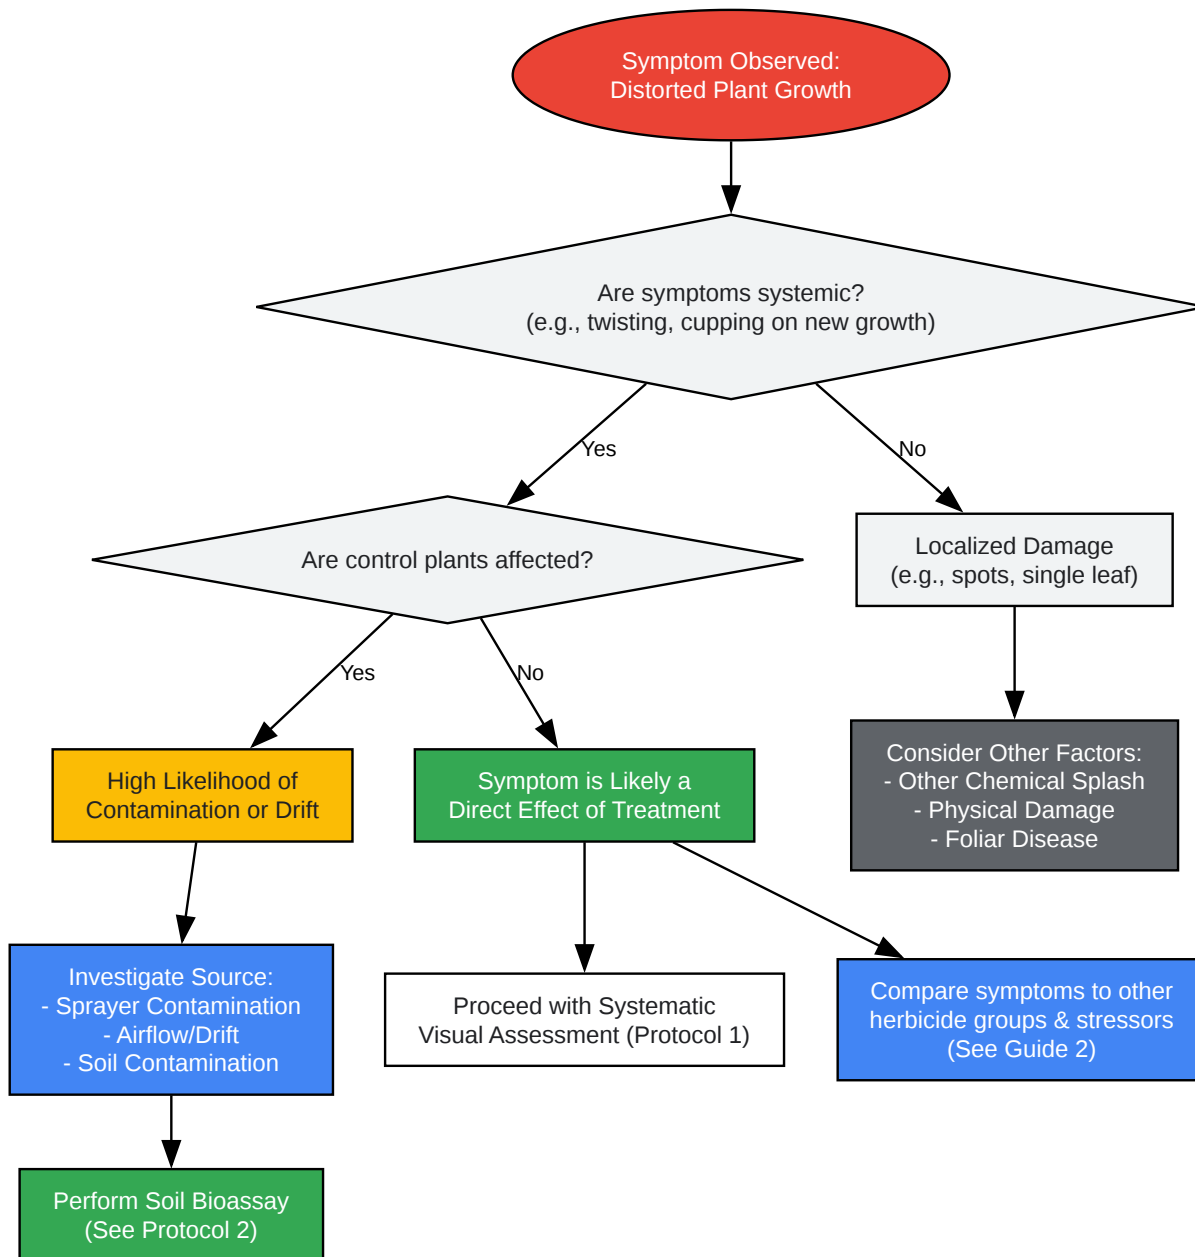 Symptom Observed:
Distorted Plant Growth
Are symptoms systemic?
(e.g., twisting, cupping on new growth)
Yes
No
Are control plants affected?
Localized Damage
(e.g., spots, single leaf)
Yes
No
High Likelihood of
Contamination or Drift
Symptom is Likely a
Direct Effect of Treatment
Consider Other Factors:
- Other Chemical Splash
- Physical Damage
- Foliar Disease
Investigate Source:
- Sprayer Contamination
- Airflow/Drift
- Soil Contamination
Proceed with Systematic
Visual Assessment (Protocol 1)
Compare symptoms to other
herbicide groups & stressors
(See Guide 2)
Perform Soil Bioassay
(See Protocol 2)